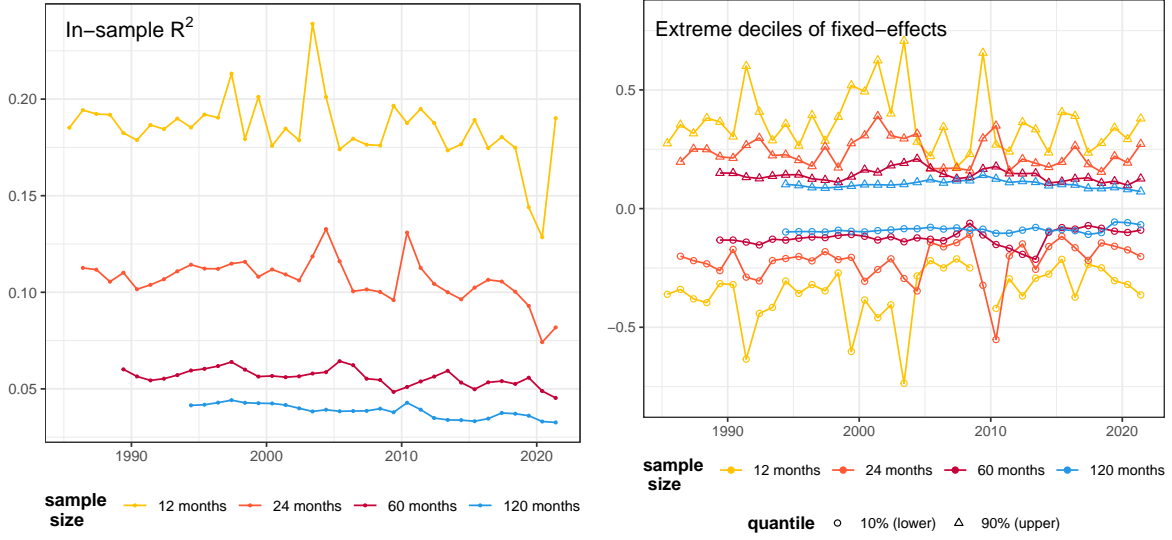 In−sample R²
0.20
0.15
0.10
0.05
1990 2000 2010 2020
sample size 12 months 24 months 60 months 120 months
Extreme deciles of fixed−effects
0.5
0.0
−0.5
1990 2000 2010 2020
sample size 12 months 24 months 60 months 120 months
quantile 10% (lower) 90% (upper)